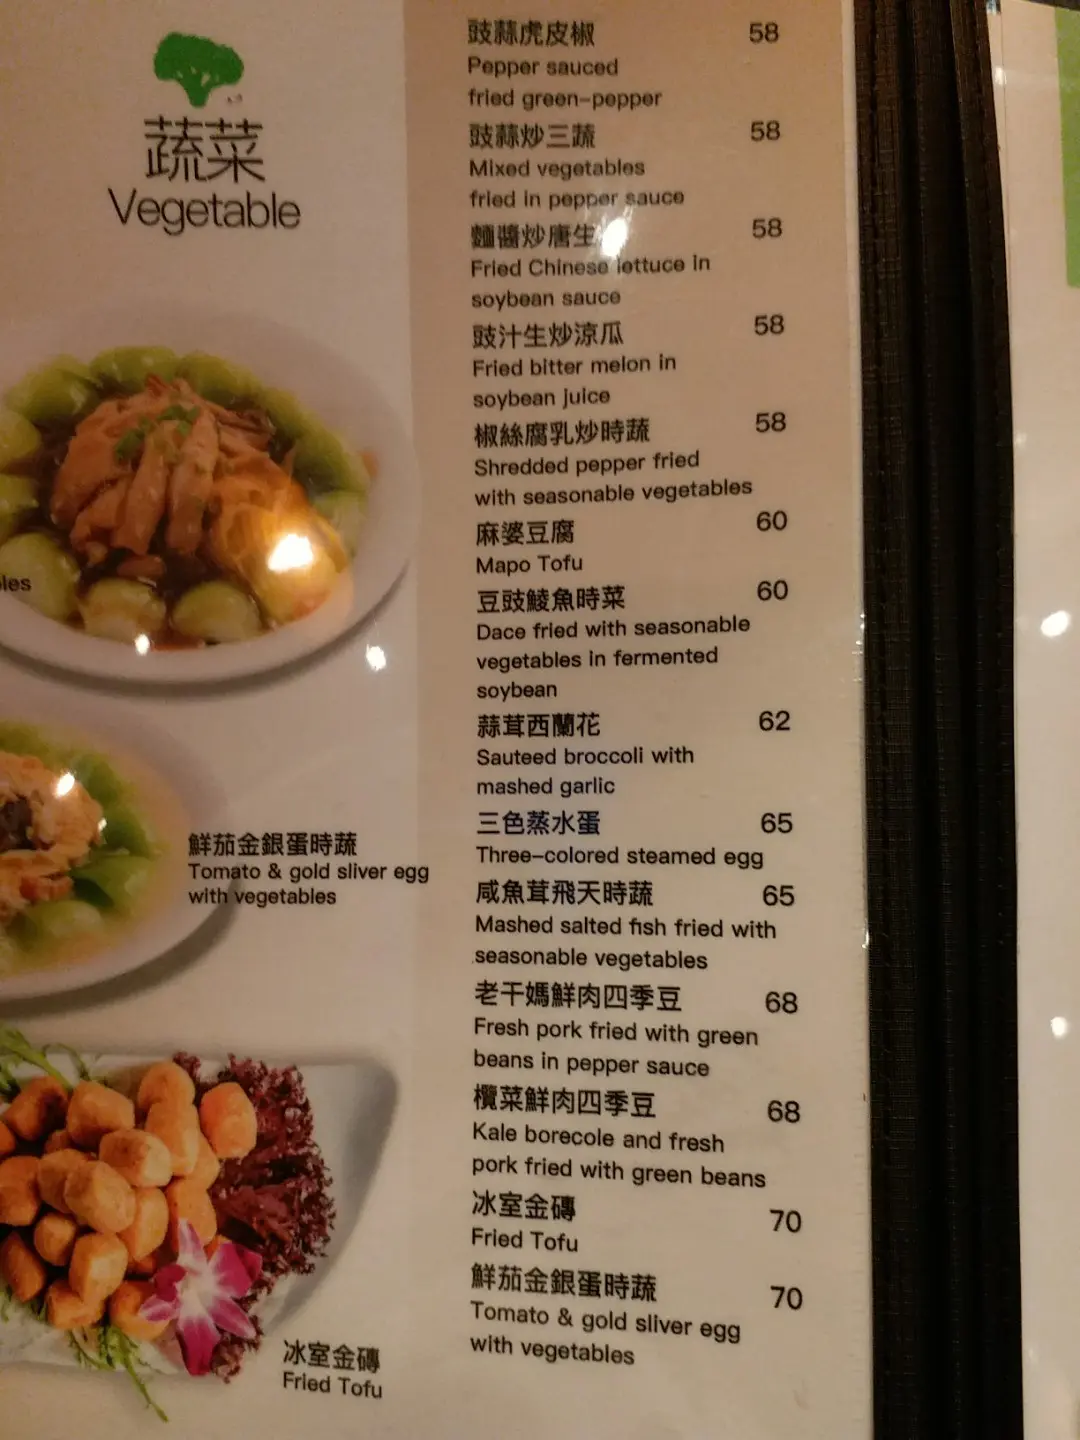 蔬菜
Vegetable
豉蒜虎皮椒 58
Pepper sauced
fried green-pepper
豉蒜炒三蔬 58
Mixed vegetables
fried in pepper sauce
麵醬炒唐生 58
Fried Chinese lettuce in
soybean sauce
豉汁生炒涼瓜 58
Fried bitter melon in
soybean juice
椒絲腐乳炒時蔬 58
Shredded pepper fried
with seasonable vegetables
麻婆豆腐 60
Mapo Tofu
豆豉鯪魚時菜 60
Dace fried with seasonable
vegetables in fermented
soybean
蒜茸西蘭花 62
Sauteed broccoli with
mashed garlic
三色蒸水蛋 65
Three-colored steamed egg
咸魚茸飛天時蔬 65
Mashed salted fish fried with
seasonable vegetables
老干媽鮮肉四季豆 68
Fresh pork fried with green
beans in pepper sauce
欖菜鮮肉四季豆 68
Kale borecole and fresh
pork fried with green beans
冰室金磚 70
Fried Tofu
鮮茄金銀蛋時蔬 70
Tomato & gold sliver egg
with vegetables
鮮茄金銀蛋時蔬
Tomato & gold sliver egg
with vegetables
冰室金磚
Fried Tofu